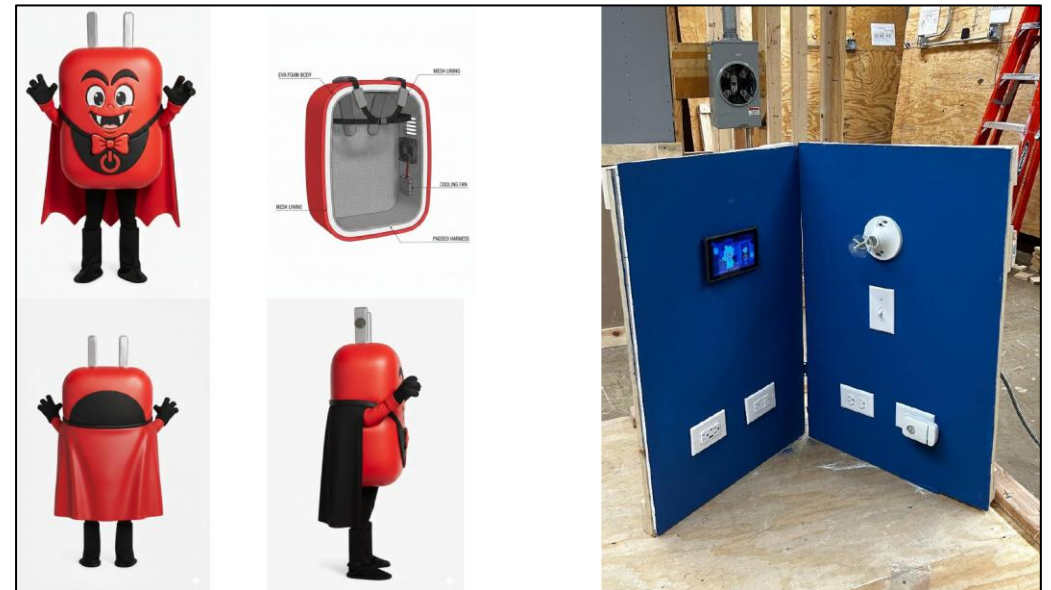 EVA-FOAM BODY
MESH LINING
COOLING FAN
MESH LINING
PADDED HARNESS